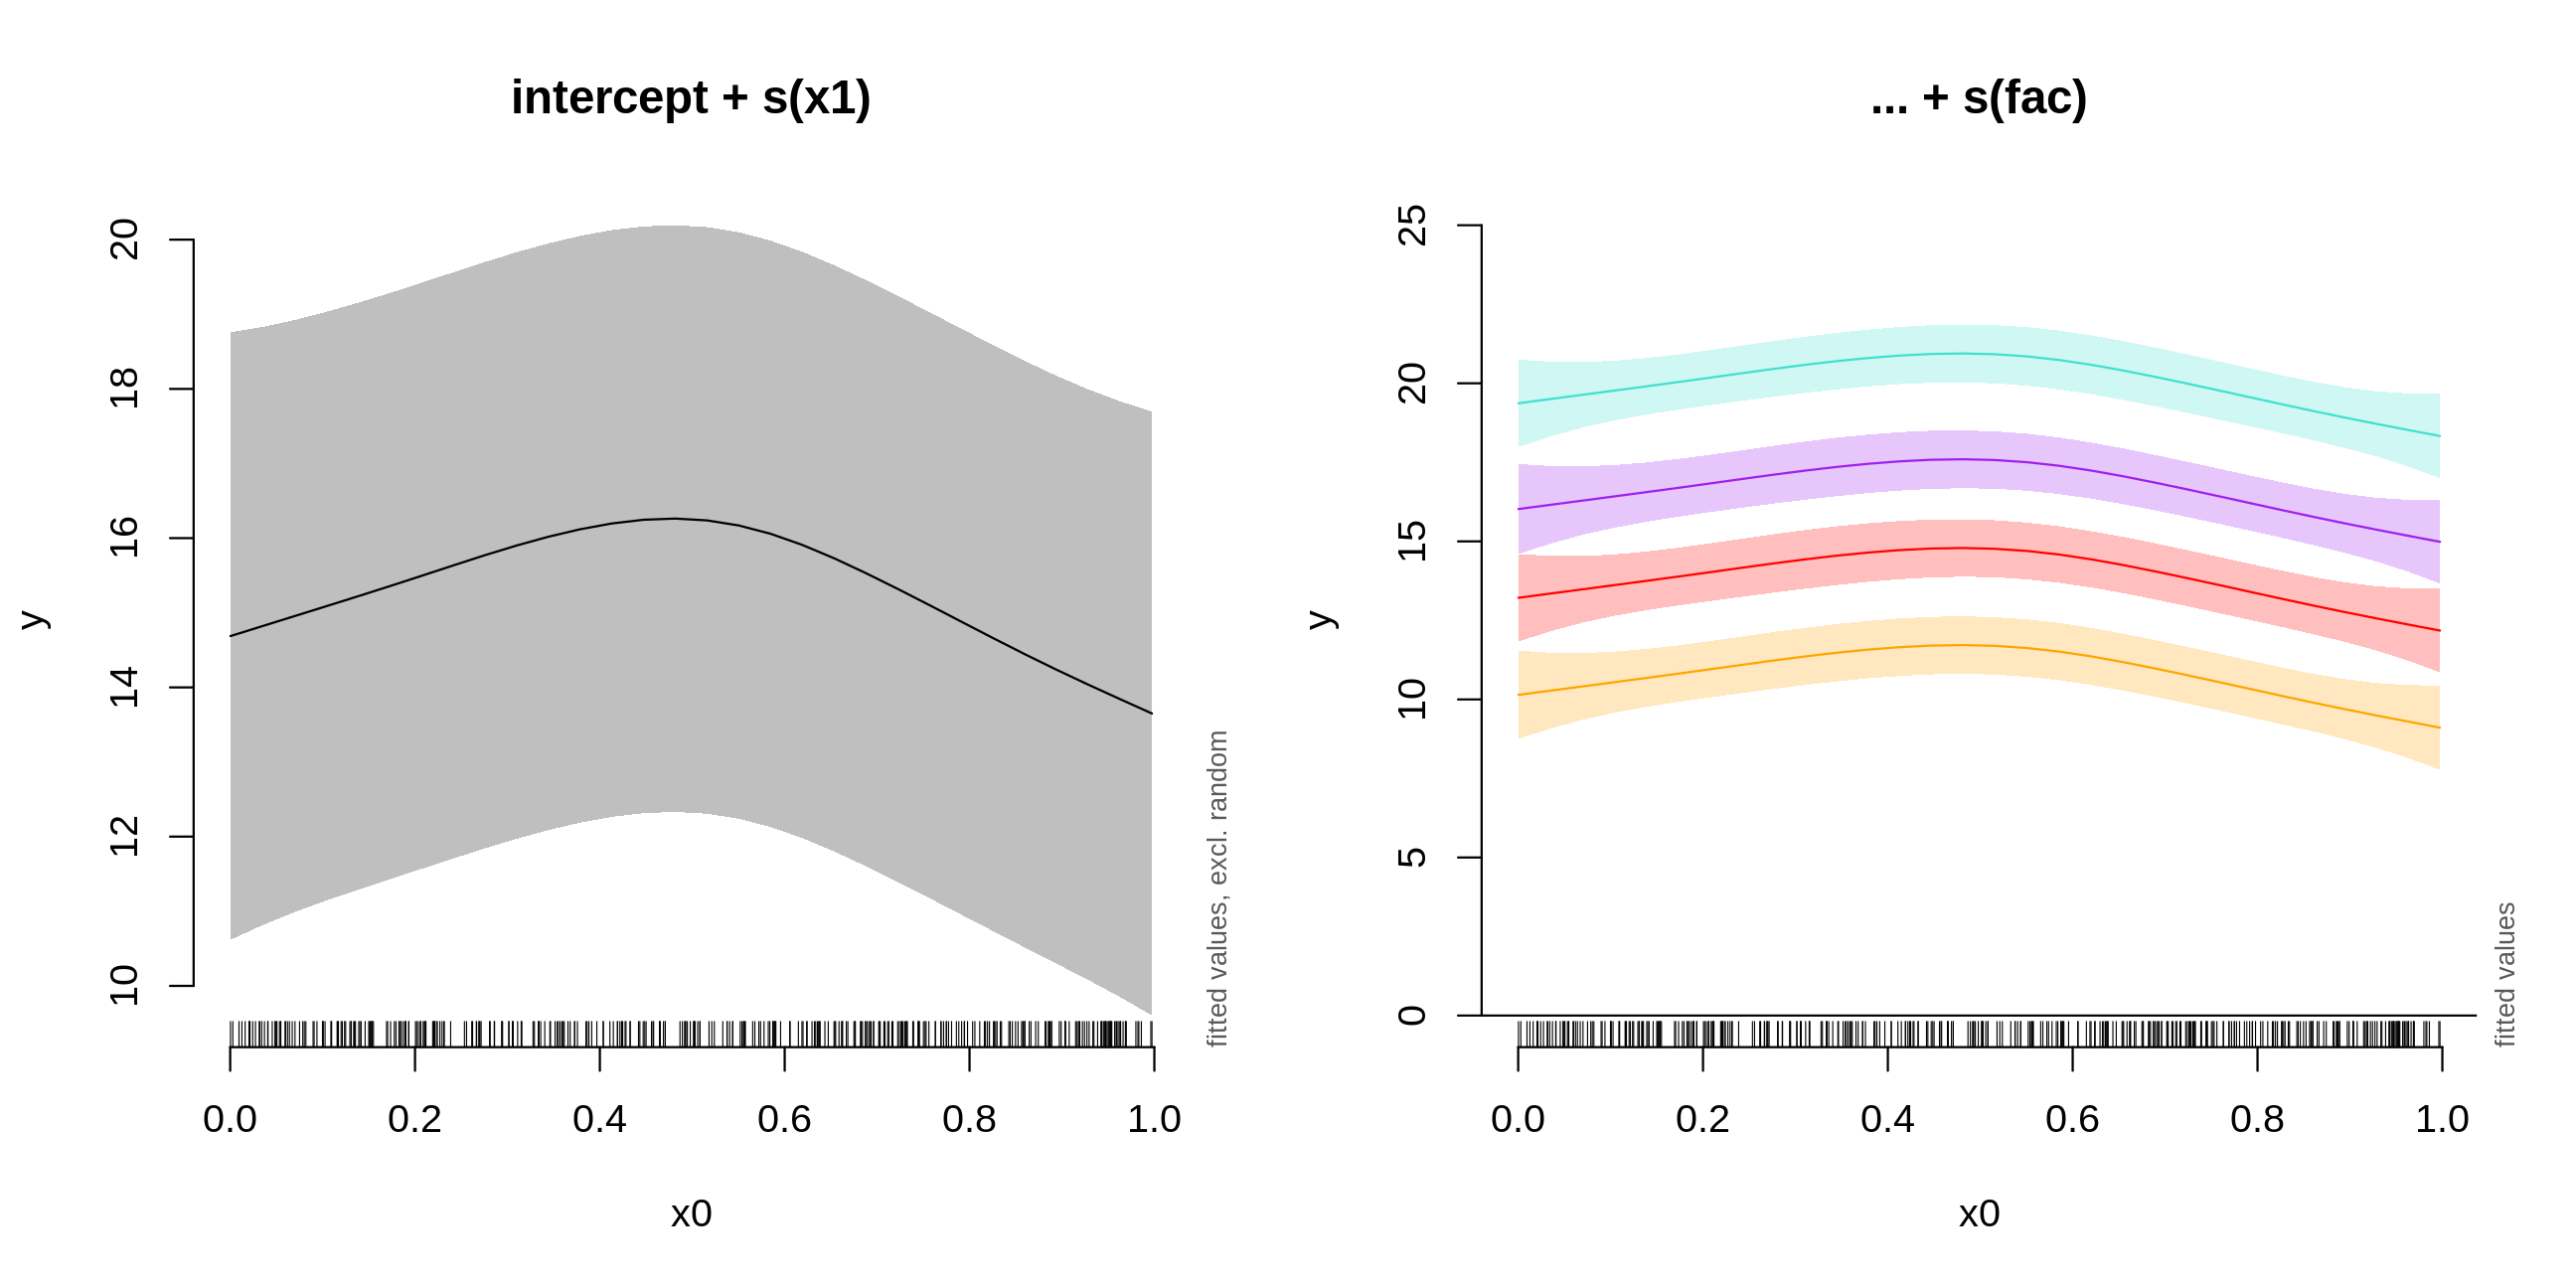 intercept + s(x1)
y
20
18
16
14
12
10
0.0 0.2 0.4 0.6 0.8 1.0
x0
fitted values, excl. random
... + s(fac)
y
25
20
15
10
5
0
0.0 0.2 0.4 0.6 0.8 1.0
x0
fitted values